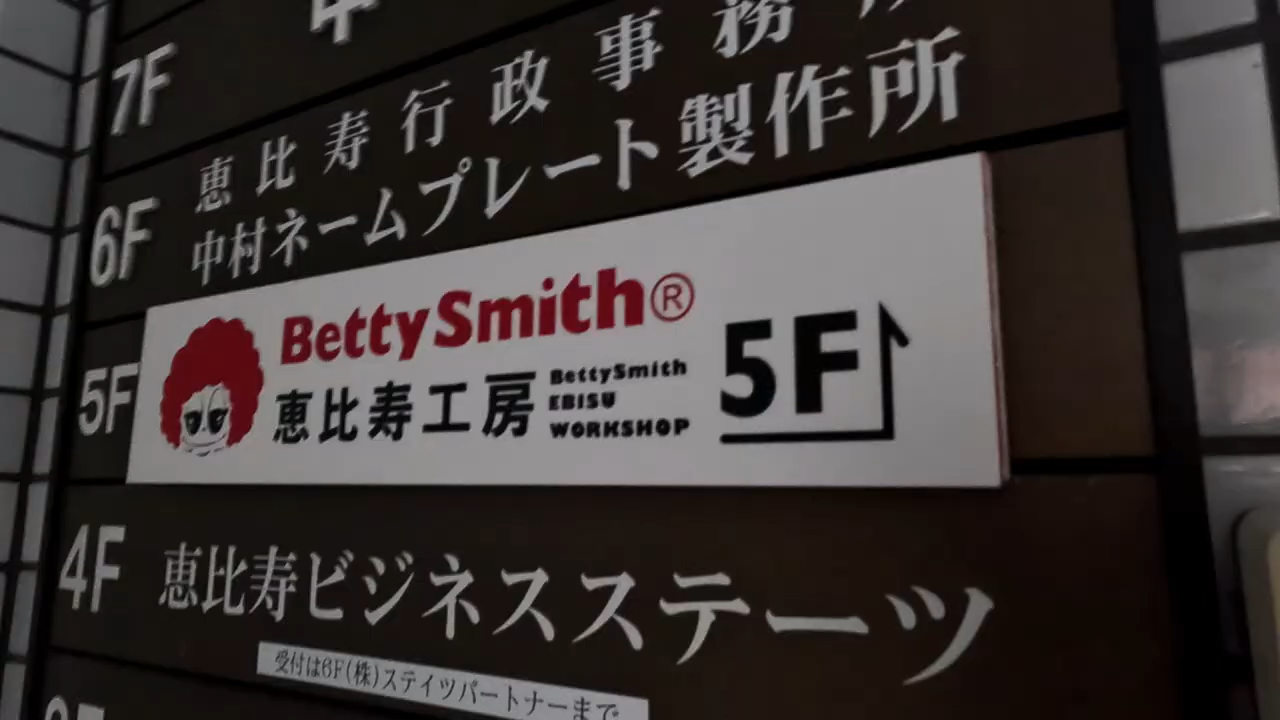 7F
中
恵比寿行政事務所
6F
中村ネームプレート製作所
5F
BettySmith®
恵比寿工房
BettySmith
EBISU
WORKSHOP
5F
4F
恵比寿ビジネスステーツ
受付は6F(株)ステイツパートナーまで